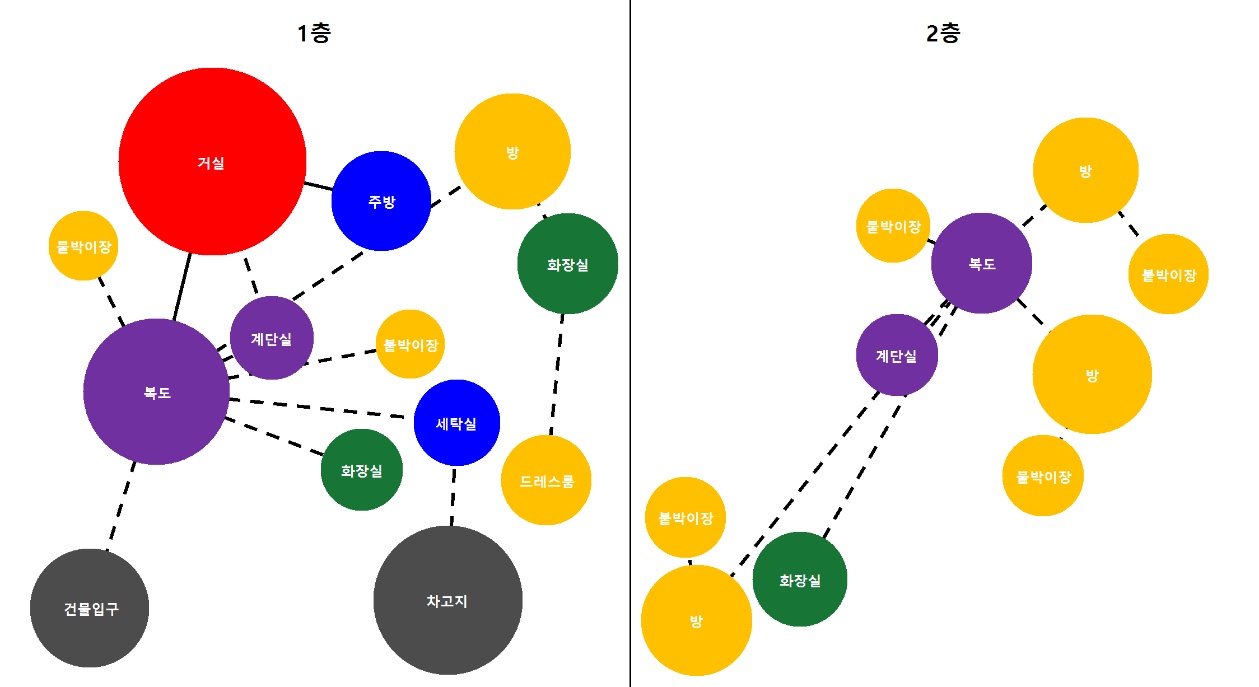 1층
거실
방
주방
붙박이장
화장실
계단실
붙박이장
복도
세탁실
화장실
드레스룸
건물입구
차고지
2층
방
붙박이장
복도
붙박이장
계단실
방
붙박이장
붙박이장
화장실
방